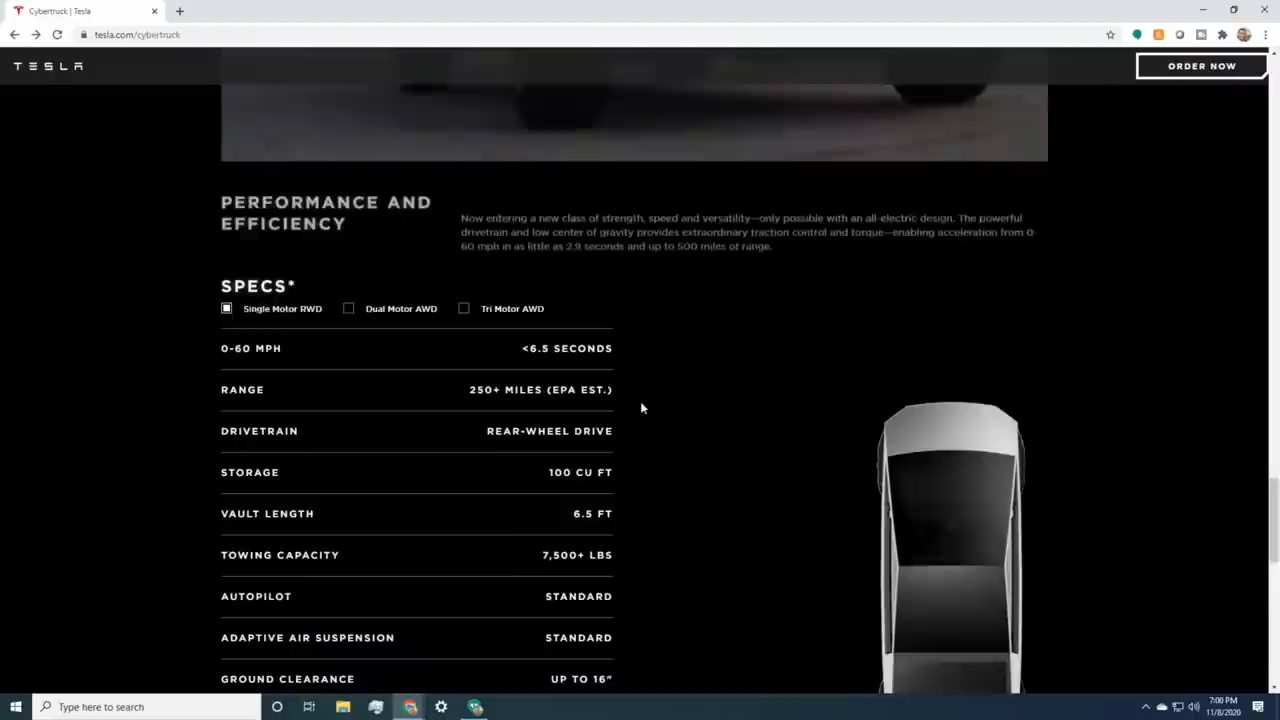 Cybertruck | Tesla
tesla.com/cybertruck
TESLA
ORDER NOW
PERFORMANCE AND
EFFICIENCY
Now entering a new class of strength, speed and versatility—only possible with an all-electric design. The powerful
drivetrain and low center of gravity provides extraordinary traction control and torque—enabling acceleration from 0-
60 mph in as little as 2.9 seconds and up to 500 miles of range.
SPECS*
Single Motor RWD Dual Motor AWD Tri Motor AWD
0-60 MPH <6.5 SECONDS
RANGE 250+ MILES (EPA EST.)
DRIVETRAIN REAR-WHEEL DRIVE
STORAGE 100 CU FT
VAULT LENGTH 6.5 FT
TOWING CAPACITY 7,500+ LBS
AUTOPILOT STANDARD
ADAPTIVE AIR SUSPENSION STANDARD
GROUND CLEARANCE UP TO 16"
Type here to search
7:00 PM
11/8/2020